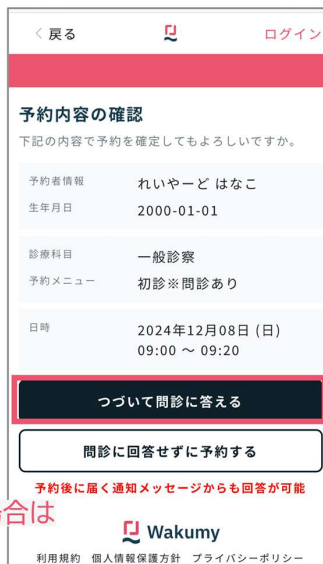 < 戻る
ログイン
予約内容の確認
下記の内容で予約を確定してもよろしいですか。
予約者情報 れいやーど はなこ
生年月日 2000-01-01
診療科目 一般診察
予約メニュー 初診※問診あり
日時 2024年12月08日 (日)
09:00 〜 09:20
つづいて問診に答える
問診に回答せずに予約する
予約後に届く通知メッセージからも回答が可能
合は
Wakumy
利用規約 個人情報保護方針 プライバシーポリシー